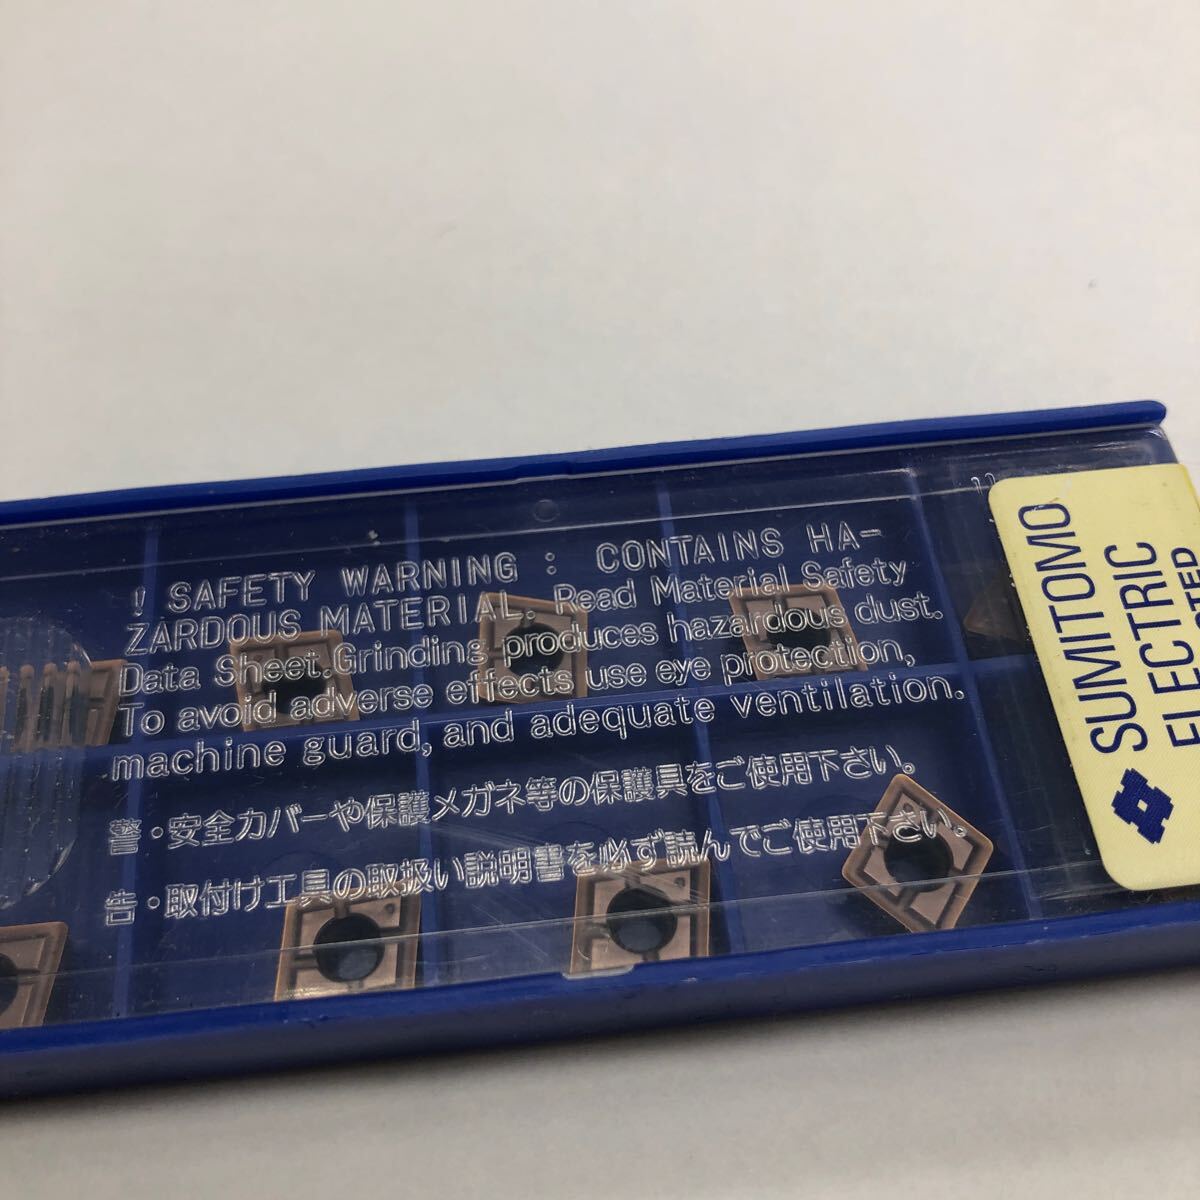 ! SAFETY WARNING : CONTAINS HA-
ZARDOUS MATERIAL. Read Material Safety
Data Sheet. Grinding produces hazardous dust.
To avoid adverse effects use eye protection,
machine guard, and adequate ventilation.
警・安全カバーや保護メガネ等の保護具をご使用下さい。
告・取付け工具の取扱い説明書を必ず読んでご使用下さい。
SUMITOMO
ELECTRIC